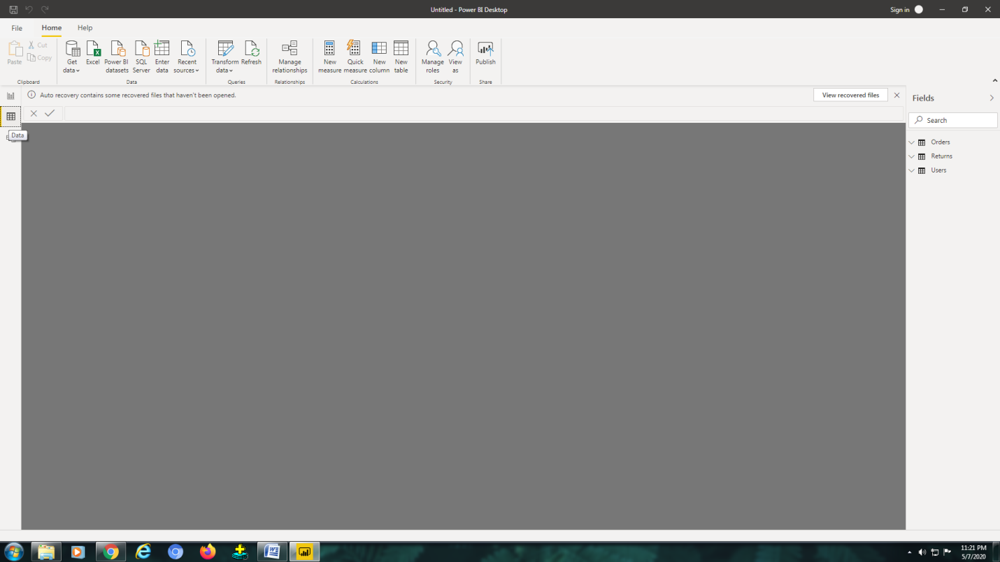 Untitled - Power BI Desktop
Sign in
File
Home
Help
Paste
Cut
Copy
Clipboard
Get data
Excel
Power BI datasets
SQL Server
Enter data
Recent sources
Data
Transform data
Refresh
Queries
Manage relationships
Relationships
New measure
Quick measure
New column
New table
Calculations
Manage roles
View as
Security
Publish
Share
Auto recovery contains some recovered files that haven't been opened.
View recovered files
Fields
Search
Data
Orders
Returns
Users
11:21 PM
5/7/2020